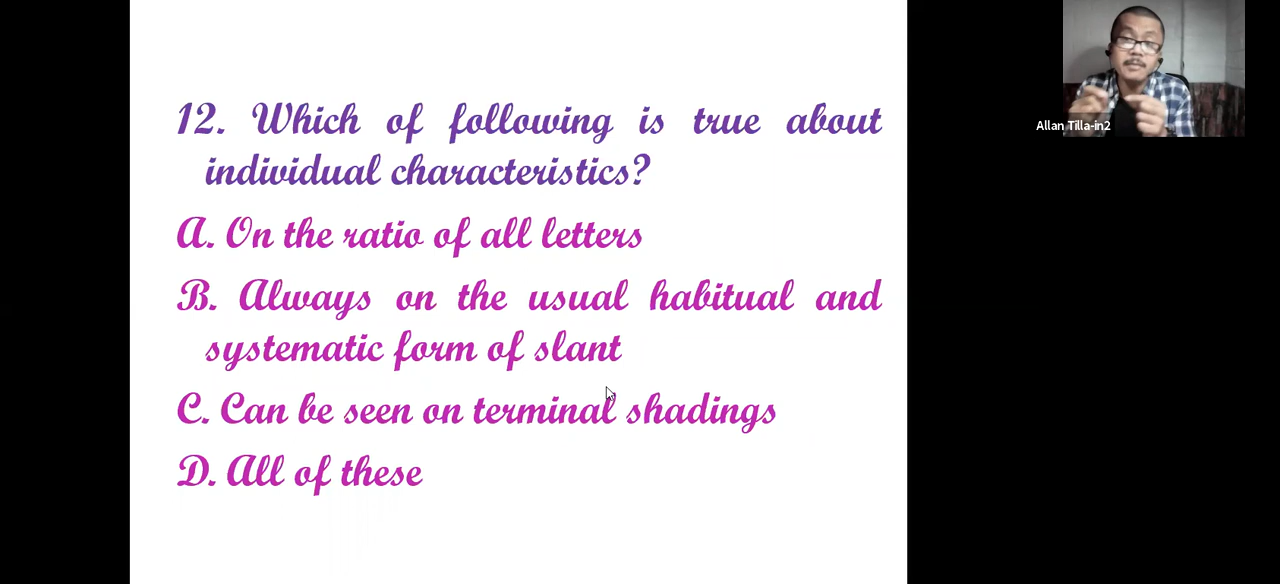 12. Which of following is true about
individual characteristics?
A. On the ratio of all letters
B. Always on the usual habitual and
systematic form of slant
C. Can be seen on terminal shadings
D. All of these
Allan Tilla-in2